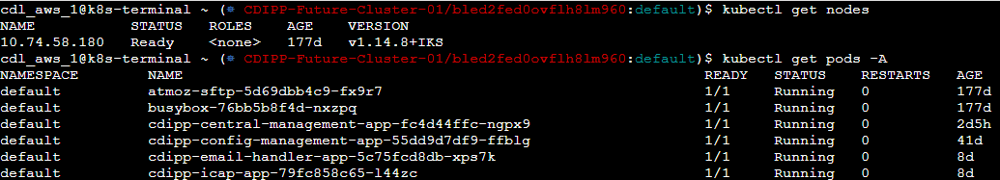 cdl_aws_1@k8s-terminal ~ (⎈ CDIPP-Future-Cluster-01/bled2fed0ovflh8lm960:default)$ kubectl get nodes
NAME STATUS ROLES AGE VERSION
10.74.58.180 Ready <none> 177d v1.14.8+IKS
cdl_aws_1@k8s-terminal ~ (⎈ CDIPP-Future-Cluster-01/bled2fed0ovflh8lm960:default)$ kubectl get pods -A
NAMESPACE NAME READY STATUS RESTARTS AGE
default atmoz-sftp-5d69dbb4c9-fx9r7 1/1 Running 0 177d
default busybox-76bb5b8f4d-nxzpq 1/1 Running 0 177d
default cdipp-central-management-app-fc4d44ffc-ngpx9 1/1 Running 0 2d5h
default cdipp-config-management-app-55dd9d7df9-ffblg 1/1 Running 0 41d
default cdipp-email-handler-app-5c75fcd8db-xps7k 1/1 Running 0 8d
default cdipp-icap-app-79fc858c65-l44zc 1/1 Running 0 8d